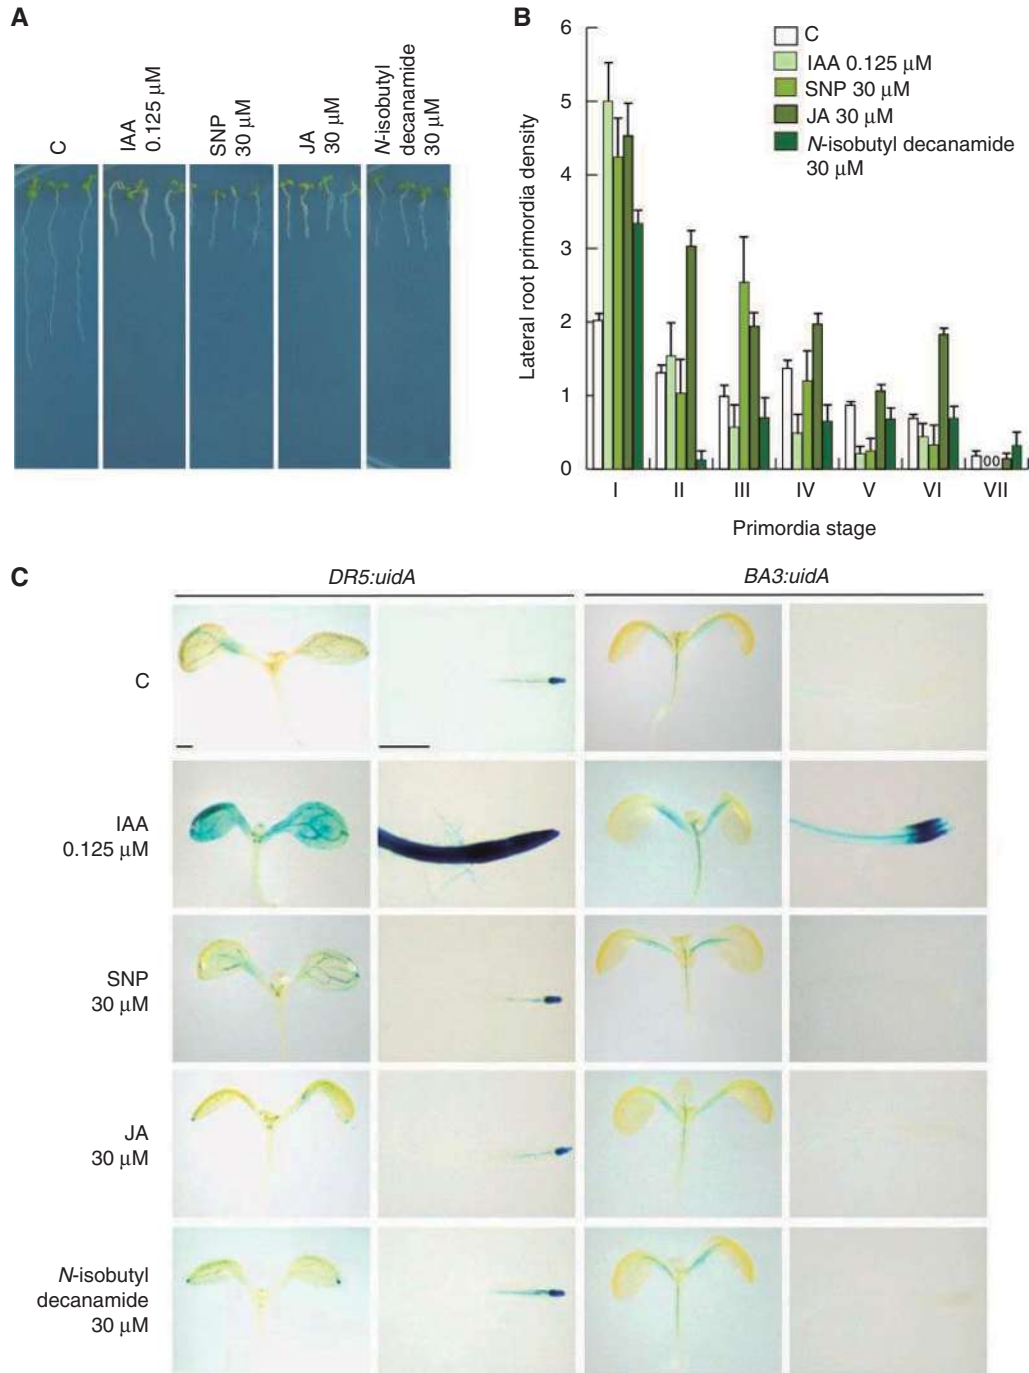 A
C
IAA
0.125 µM
SNP
30 µM
JA
30 µM
N-isobutyl
decanamide
30 µM
B
6
5
4
3
2
1
0
Lateral root primordia density
C
IAA 0.125 µM
SNP 30 µM
JA 30 µM
N-isobutyl decanamide
30 µM
00
I II III IV V VI VII
Primordia stage
C
DR5:uidA BA3:uidA
C
IAA
0.125 µM
SNP
30 µM
JA
30 µM
N-isobutyl
decanamide
30 µM